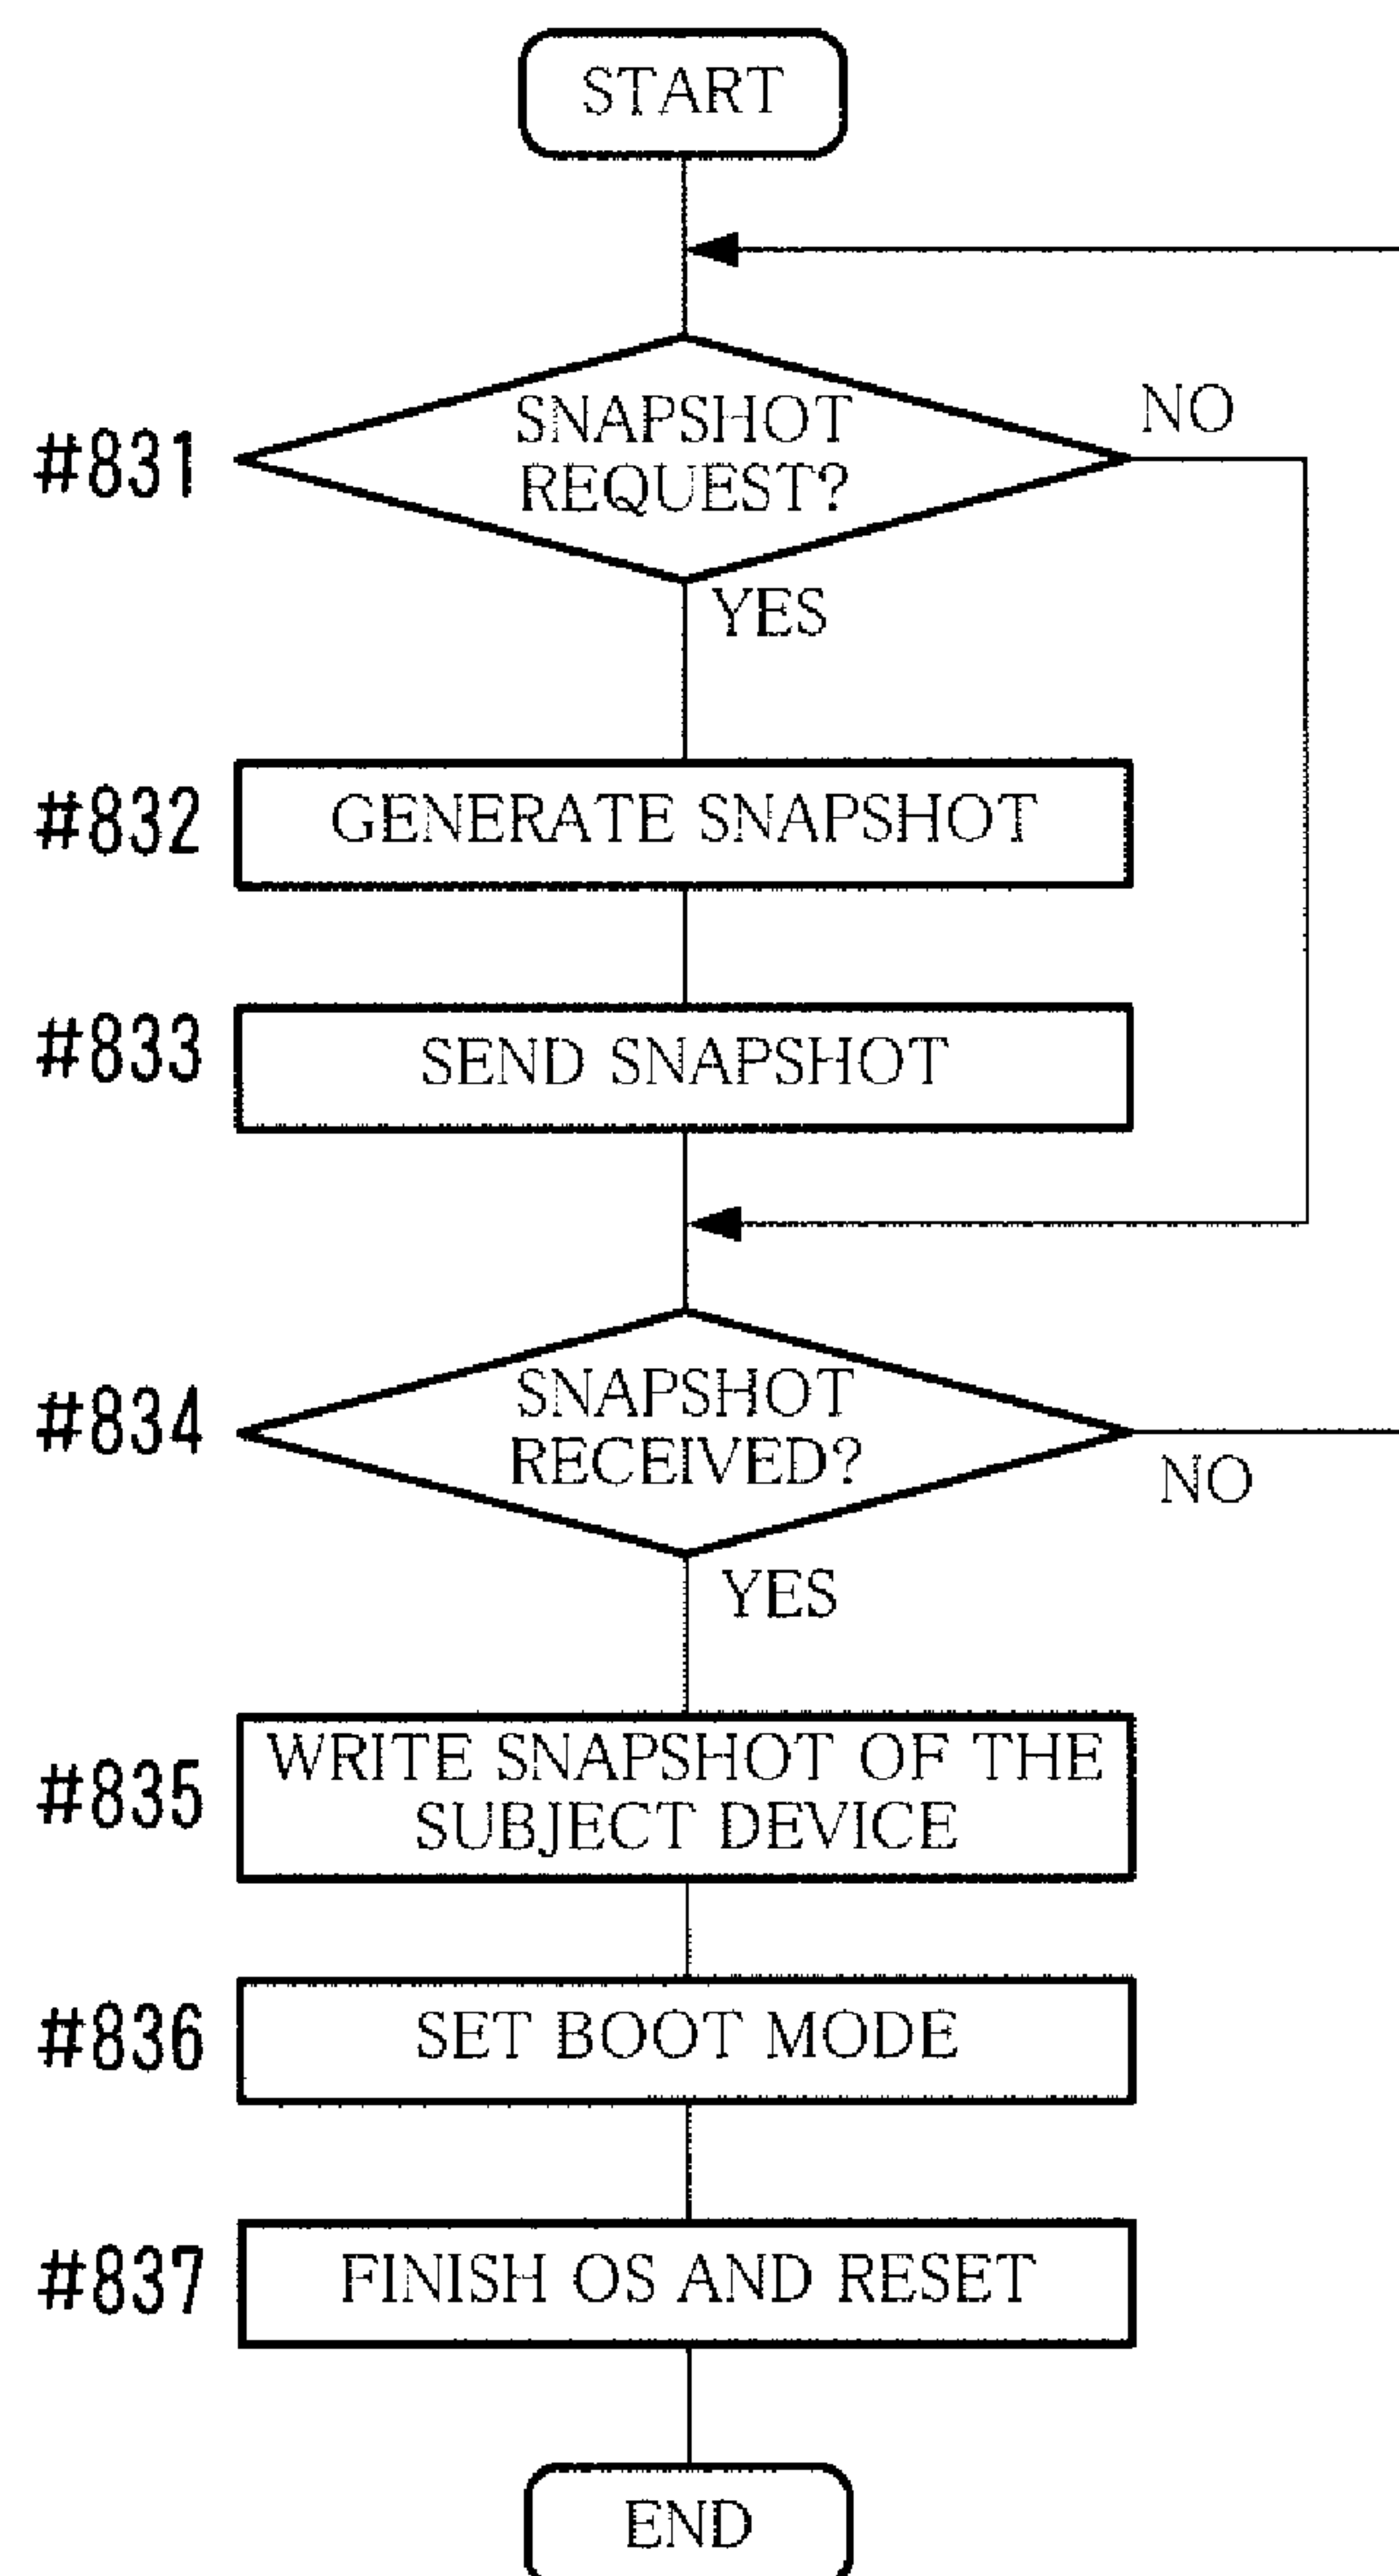 START
#831
SNAPSHOT
REQUEST?
NO
YES
#832
GENERATE SNAPSHOT
#833
SEND SNAPSHOT
#834
SNAPSHOT
RECEIVED?
NO
YES
#835
WRITE SNAPSHOT OF THE
SUBJECT DEVICE
#836
SET BOOT MODE
#837
FINISH OS AND RESET
END